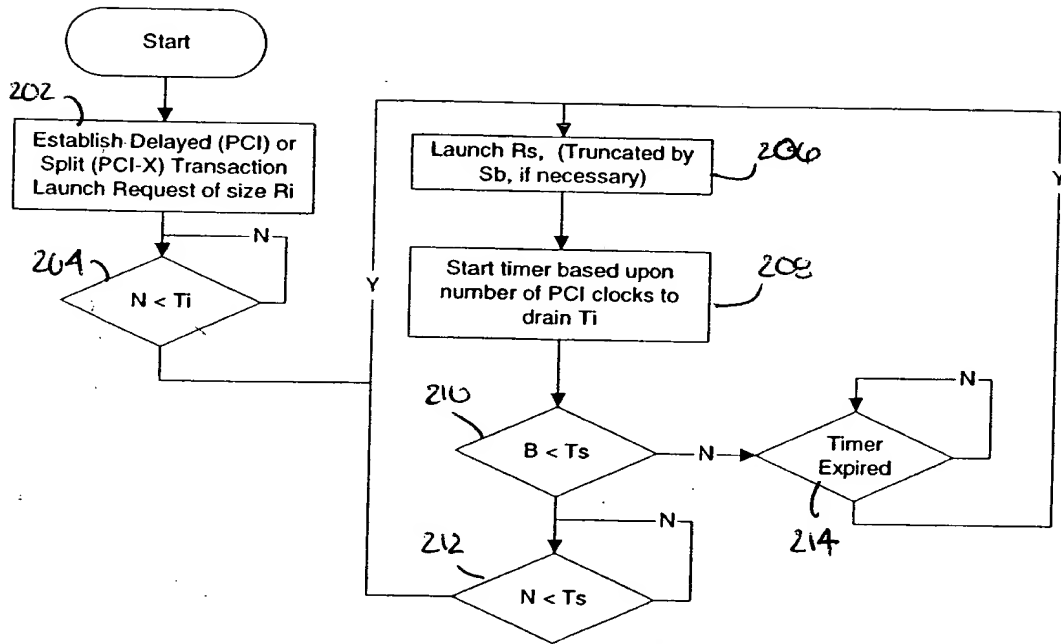 Start
202
Establish Delayed (PCI) or
Split (PCI-X) Transaction
Launch Request of size Ri
N
204
N < Ti
Y
Launch Rs, (Truncated by
Sb, if necessary)
206
Y
Start timer based upon
number of PCI clocks to
drain Ti
208
210
B < Ts
N
N
Timer
Expired
214
N
212
N < Ts